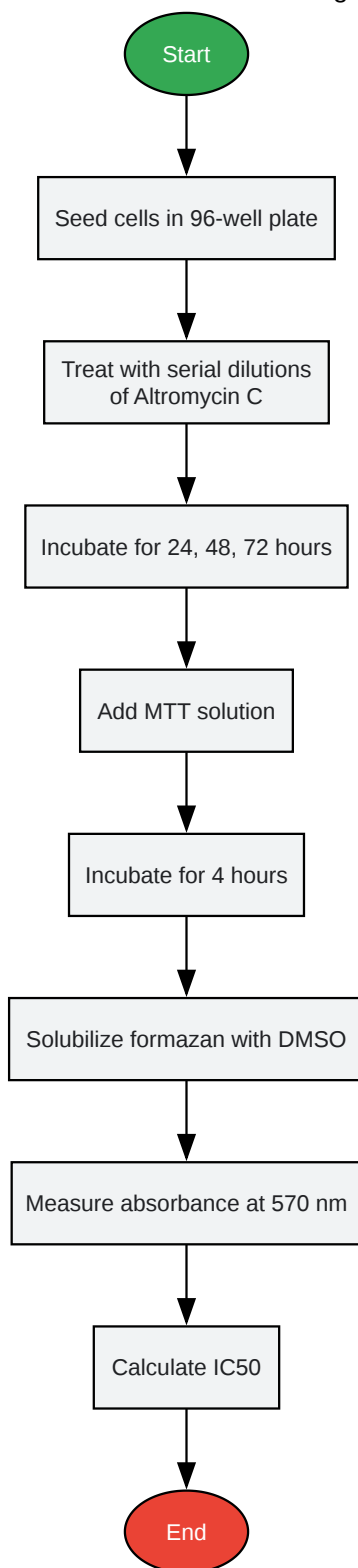 Start
Seed cells in 96-well plate
Treat with serial dilutions
of Altromycin C
Incubate for 24, 48, 72 hours
Add MTT solution
Incubate for 4 hours
Solubilize formazan with DMSO
Measure absorbance at 570 nm
Calculate IC50
End